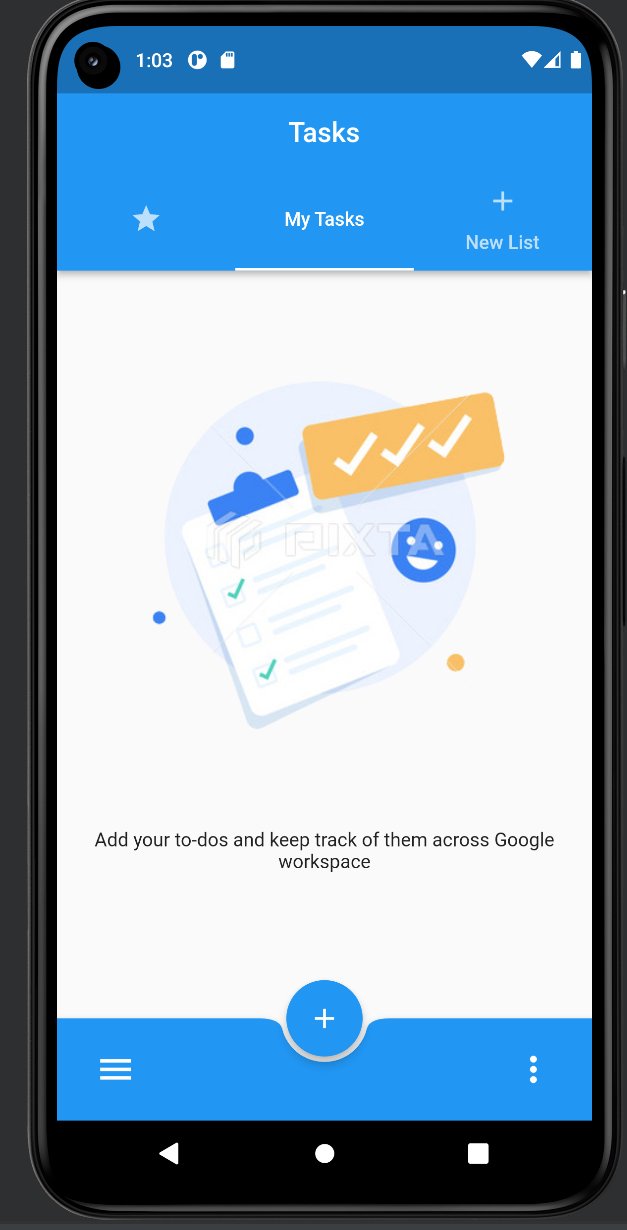 1:03
Tasks
My Tasks
New List
PIXTA
Add your to-dos and keep track of them across Google
workspace